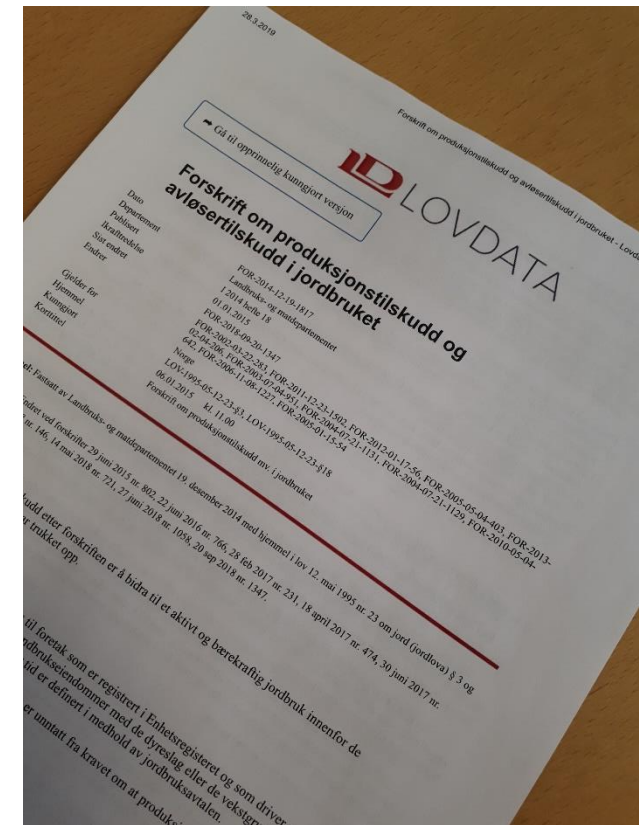 28.3.2019
Forskrift om produksjonstilskudd og avløsertilskudd i jordbruket - Lovda
LD LOVDATA
➦ Gå til opprinnelig kunngjort versjon
Forskrift om produksjonstilskudd og
avløsertilskudd i jordbruket
Dato FOR-2014-12-19-1817
Departement Landbruks- og matdepartementet
Publisert I 2014 hefte 18
Ikrafttredelse 01.01.2015
Sist endret FOR-2018-09-20-1347
Endrer FOR-2002-03-22-283, FOR-2011-12-23-1502, FOR-2012-01-17-56, FOR-2005-05-04-403, FOR-2013-
02-04-206, FOR-2003-07-04-951, FOR-2004-07-21-1131, FOR-2004-07-21-1129, FOR-2010-05-04-
642, FOR-2006-11-08-1227, FOR-2005-01-15-54
Gjelder for Norge
Hjemmel LOV-1995-05-12-23-§3, LOV-1995-05-12-23-§18
Kunngjort 06.01.2015 kl. 11.00
Korttittel Forskrift om produksjonstilskudd mv. i jordbruket
Fastsatt av Landbruks- og matdepartementet 19. desember 2014 med hjemmel i lov 12. mai 1995 nr. 23 om jord (jordlova) § 3 og
ndret ved forskrifter 29 juni 2015 nr. 802, 22 juni 2016 nr. 766, 28 feb 2017 nr. 231, 18 april 2017 nr. 474, 30 juni 2017 nr.
nr. 146, 14 mai 2018 nr. 721, 27 juni 2018 nr. 1058, 20 sep 2018 nr. 1347.
kudd etter forskriften er å bidra til et aktivt og bærekraftig jordbruk innenfor de
r trukket opp.
til foretak som er registrert i Enhetsregisteret og som driver
ndbrukseiendommer med de dyreslag eller de vekstgru
tid er definert i medhold av jordbruksavtalen.
er unntatt fra kravet om at produksj